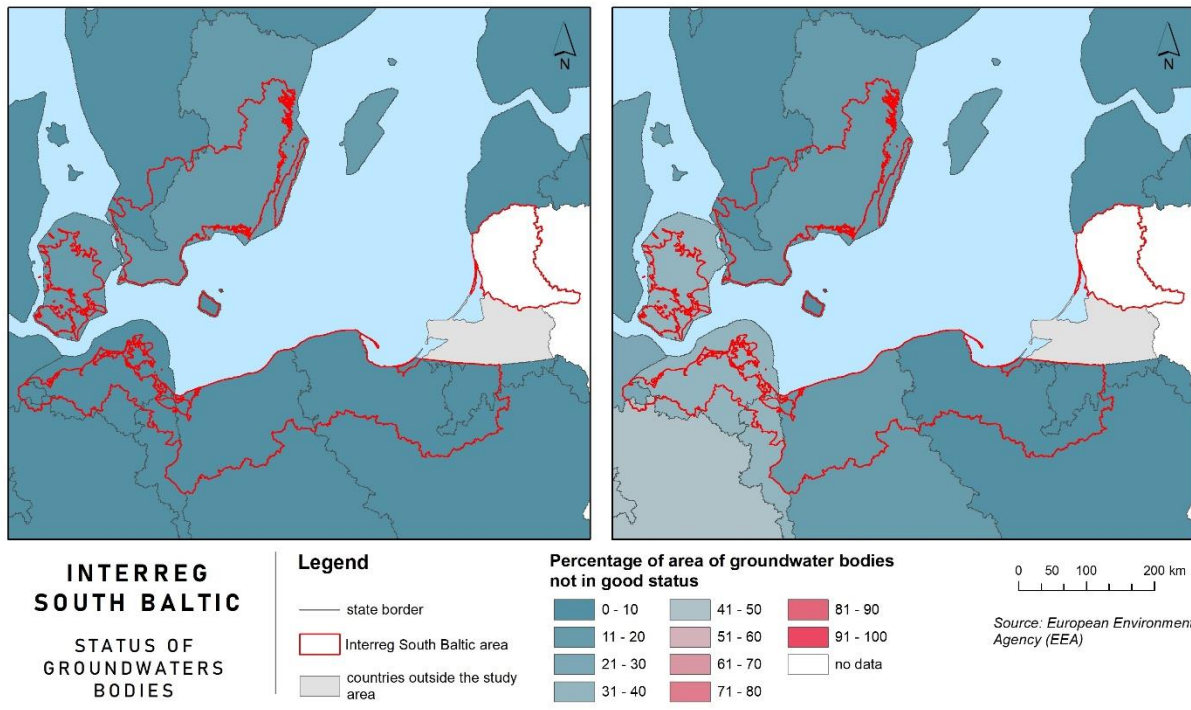 N
N
INTERREG
SOUTH BALTIC
STATUS OF
GROUNDWATERS
BODIES
Legend
state border
Interreg South Baltic area
countries outside the study
area
Percentage of area of groundwater bodies
not in good status
0 - 10
11 - 20
21 - 30
31 - 40
41 - 50
51 - 60
61 - 70
71 - 80
81 - 90
91 - 100
no data
0 50 100 200 km
Source: European Environment
Agency (EEA)